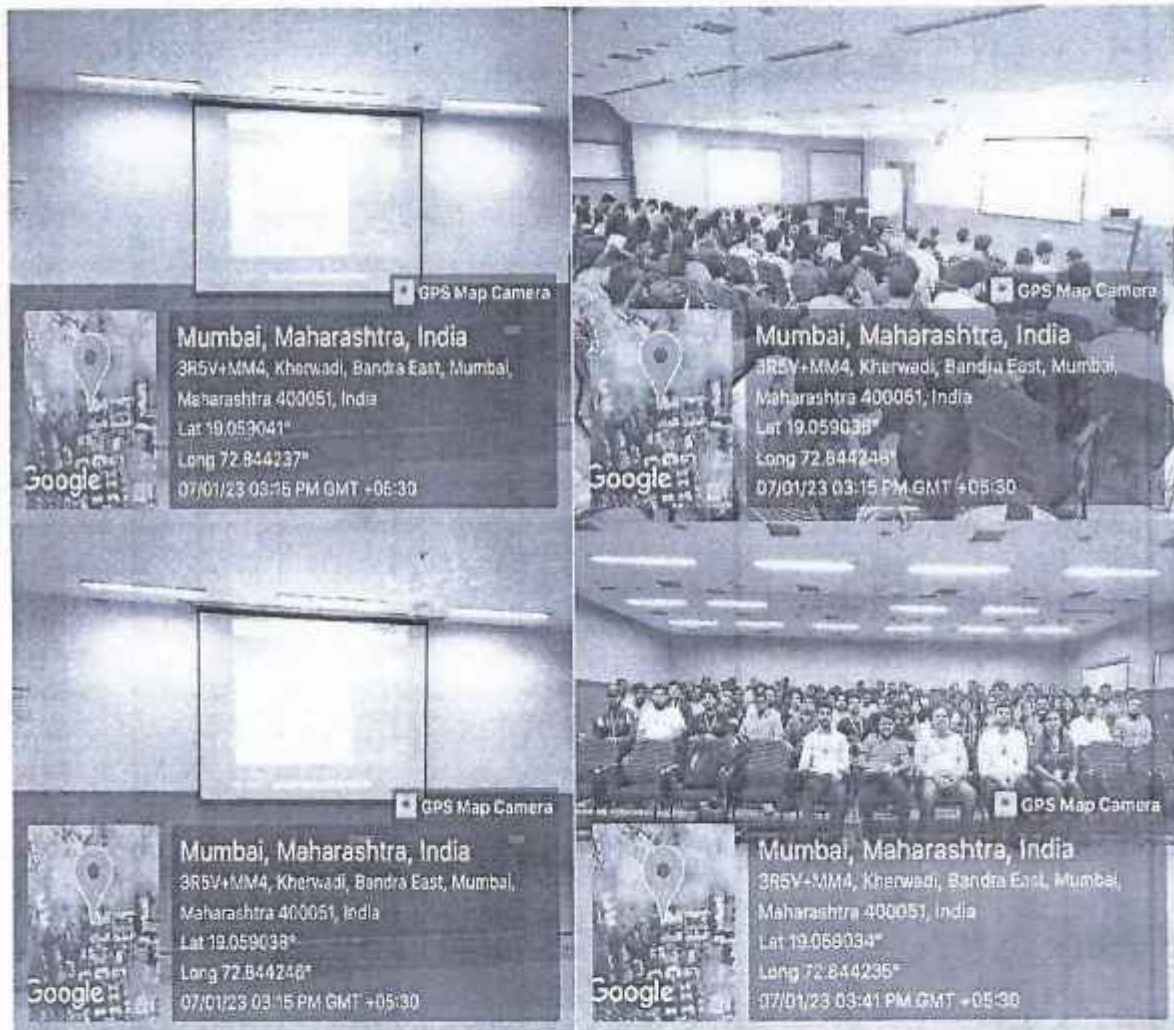 GPS Map Camera
Mumbai, Maharashtra, India
3R5V+MM4, Kherwadi, Bandra East, Mumbai,
Maharashtra 400051, India
Lat 19.059041°
Long 72.844237°
07/01/23 03:15 PM GMT +05:30
Google
GPS Map Camera
Mumbai, Maharashtra, India
3R5V+MM4, Kherwadi, Bandra East, Mumbai,
Maharashtra 400051, India
Lat 19.059038°
Long 72.844246°
07/01/23 03:15 PM GMT +05:30
Google
GPS Map Camera
Mumbai, Maharashtra, India
3R5V+MM4, Kherwadi, Bandra East, Mumbai,
Maharashtra 400051, India
Lat 19.059038°
Long 72.844246°
07/01/23 03:15 PM GMT +05:30
Google
GPS Map Camera
Mumbai, Maharashtra, India
3R5V+MM4, Kherwadi, Bandra East, Mumbai,
Maharashtra 400051, India
Lat 19.059034°
Long 72.844235°
07/01/23 03:41 PM GMT +05:30
Google